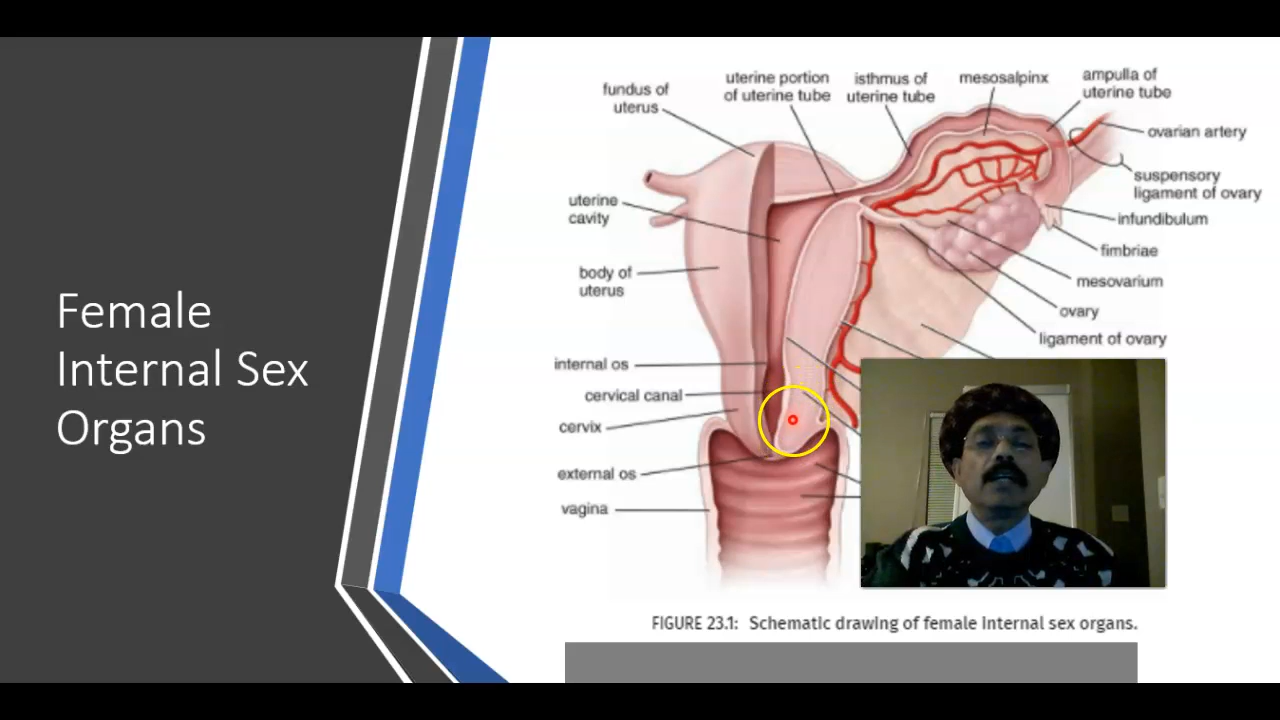 Female
Internal Sex
Organs
fundus of
uterus
uterine portion
of uterine tube
isthmus of
uterine tube
mesosalpinx
ampulla of
uterine tube
ovarian artery
suspensory
ligament of ovary
infundibulum
fimbriae
mesovarium
ovary
ligament of ovary
uterine
cavity
body of
uterus
internal os
cervical canal
cervix
external os
vagina
FIGURE 23.1: Schematic drawing of female internal sex organs.